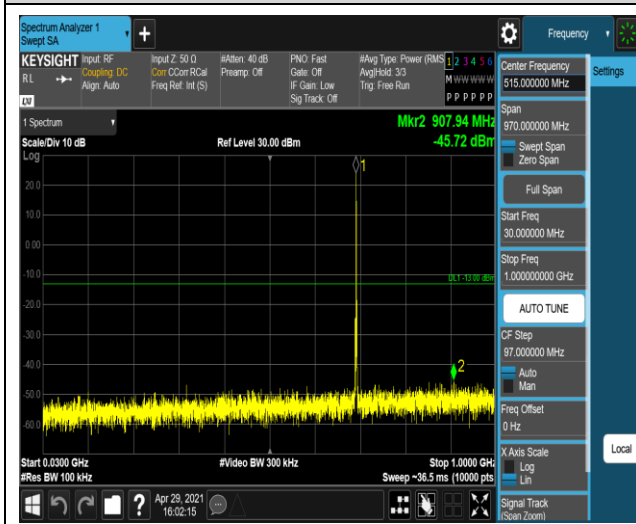 Spectrum Analyzer 1
Swept SA
Frequency
KEYSIGHT
RL
LXI
Input: RF
Coupling: DC
Align: Auto
Input Z: 50 Ω
Corr CCorr RCal
Freq Ref: Int (S)
#Atten: 40 dB
Preamp: Off
PNO: Fast
Gate: Off
IF Gain: Low
Sig Track: Off
#Avg Type: Power (RMS
Avg|Hold: 3/3
Trig: Free Run
1 2 3 4 5 6
M W W W W W
P P P P P P
1 Spectrum
Scale/Div 10 dB
Log
Ref Level 30.00 dBm
Mkr2 907.94 MHz
-45.72 dBm
1
20.0
10.0
0.00
-10.0
DL1 -13.00 dBm
-20.0
-30.0
-40.0
2
-50.0
-60.0
Start 0.0300 GHz
#Res BW 100 kHz
#Video BW 300 kHz
Stop 1.0000 GHz
Sweep ~36.5 ms (10000 pts
Apr 29, 2021
16:02:15
Center Frequency
515.000000 MHz
Settings
Span
970.000000 MHz
Swept Span
Zero Span
Full Span
Start Freq
30.000000 MHz
Stop Freq
1.000000000 GHz
AUTO TUNE
CF Step
97.000000 MHz
Auto
Man
Freq Offset
0 Hz
X Axis Scale
Log
Lin
Local
Signal Track
(Span Zoom)